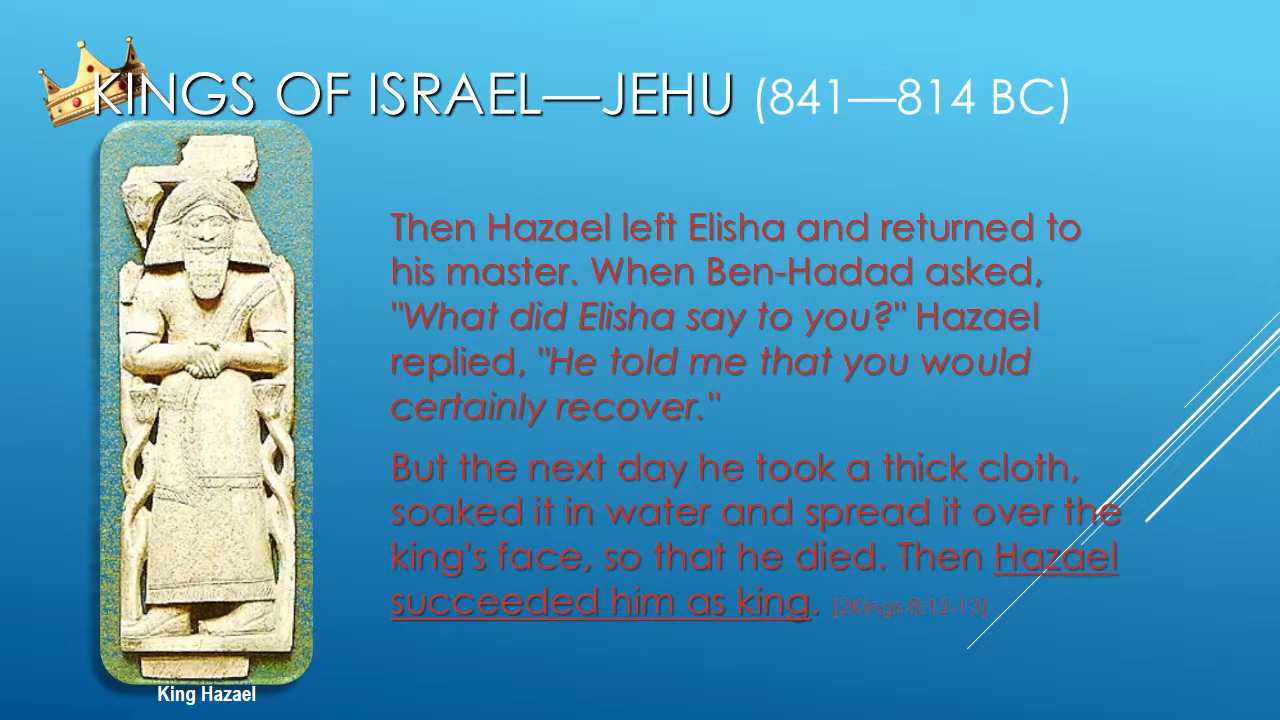 KINGS OF ISRAEL—JEHU (841—814 BC)
Then Hazael left Elisha and returned to
his master. When Ben-Hadad asked,
"What did Elisha say to you?" Hazael
replied, "He told me that you would
certainly recover."
But the next day he took a thick cloth,
soaked it in water and spread it over the
king's face, so that he died. Then Hazael
succeeded him as king. [2Kings 8:12-13]
King Hazael